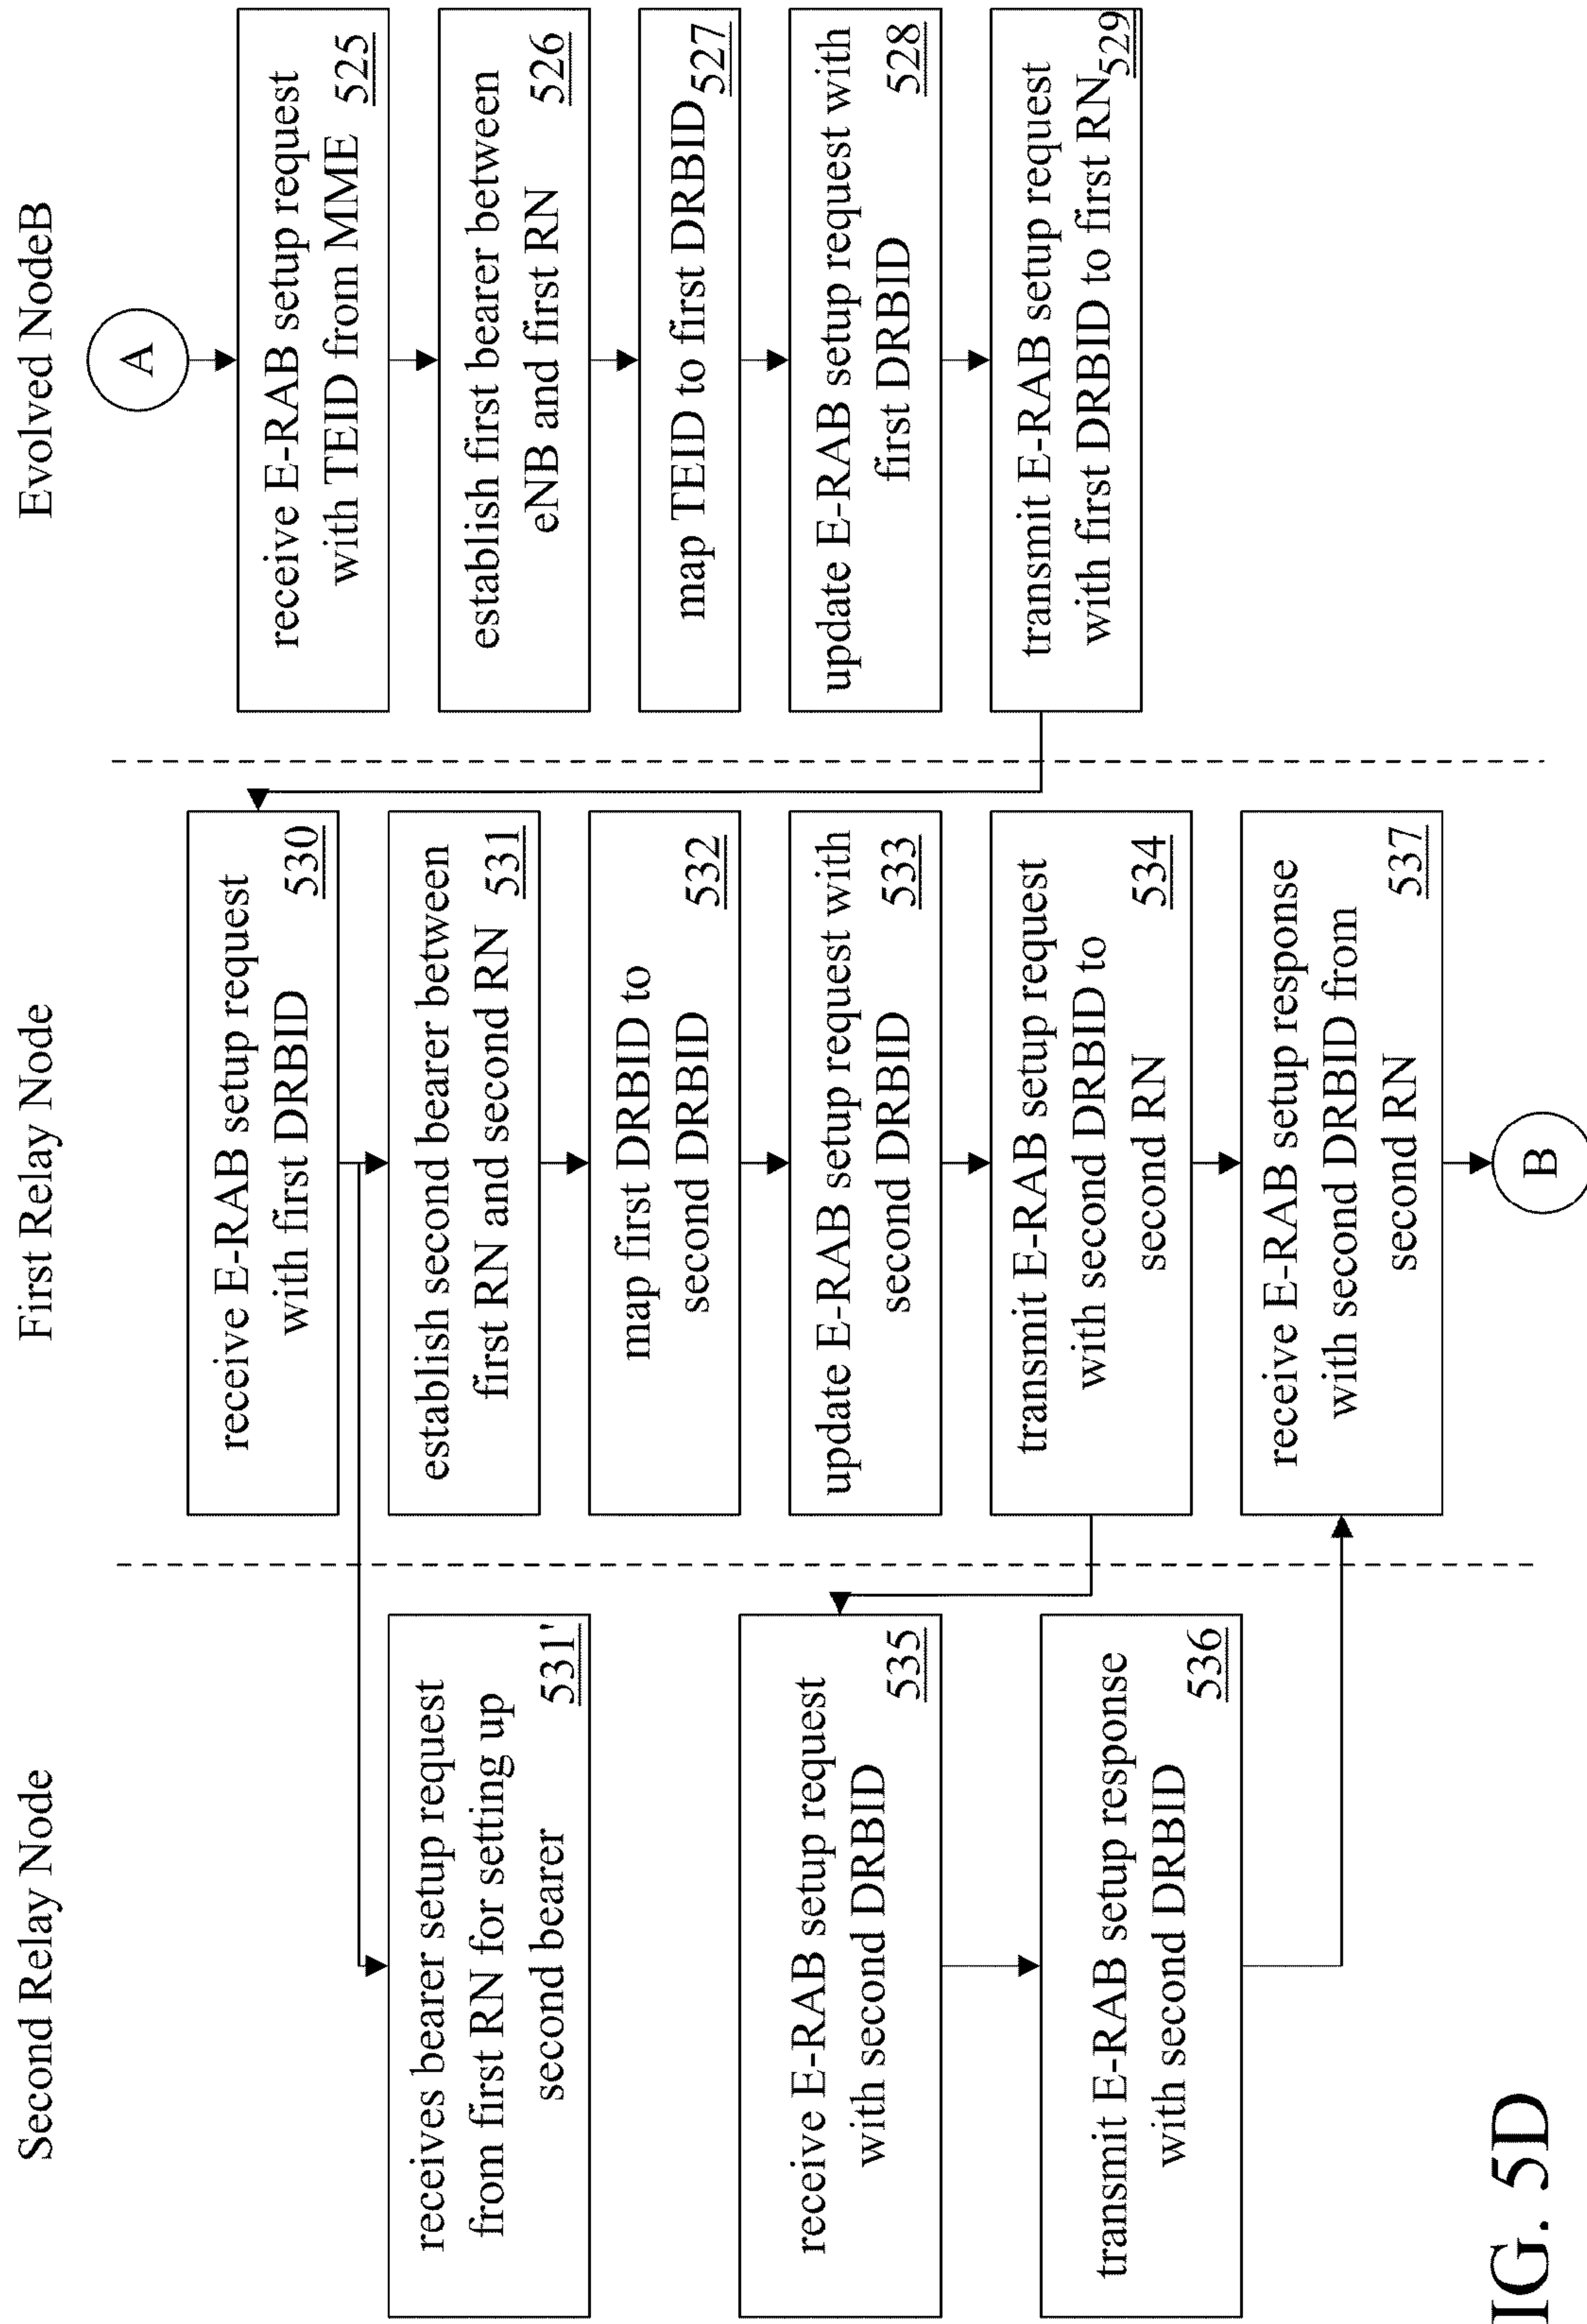 Second Relay Node
First Relay Node
Evolved NodeB
receives bearer setup request
from first RN for setting up
second bearer
531'
receive E-RAB setup request
with second DRBID
535
transmit E-RAB setup response
with second DRBID
536
receive E-RAB setup request
with first DRBID
530
establish second bearer between
first RN and second RN
531
map first DRBID to
second DRBID
532
update E-RAB setup request with
second DRBID
533
transmit E-RAB setup request
with second DRBID to
second RN
534
receive E-RAB setup response
with second DRBID from
second RN
537
B
A
receive E-RAB setup request
with TEID from MME
525
establish first bearer between
eNB and first RN
526
map TEID to first DRBID
527
update E-RAB setup request with
first DRBID
528
transmit E-RAB setup request
with first DRBID to first RN
529
IG. 5D